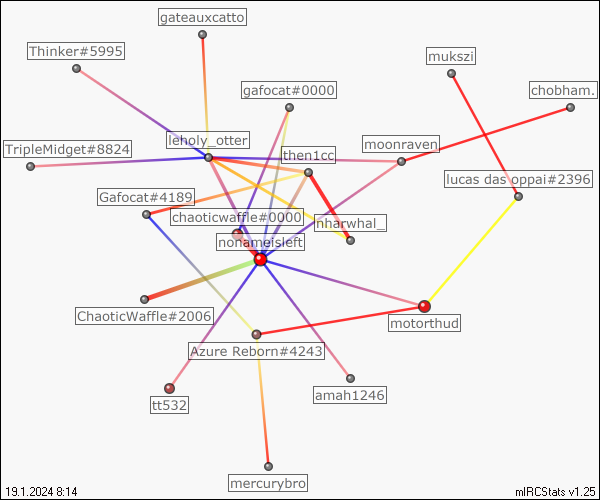 gateauxcatto
Thinker#5995
mukszi
gafocat#0000
chobham.
leholy_otter
moonraven
TripleMidget#8824
then1cc
lucas das oppai#2396
Gafocat#4189
chaoticwaffle#0000
nharwhal_
nonameisleft
ChaoticWaffle#2006
motorthud
Azure Reborn#4243
amah1246
tt532
mercurybro
19.1.2024 8:14
mIRCStats v1.25